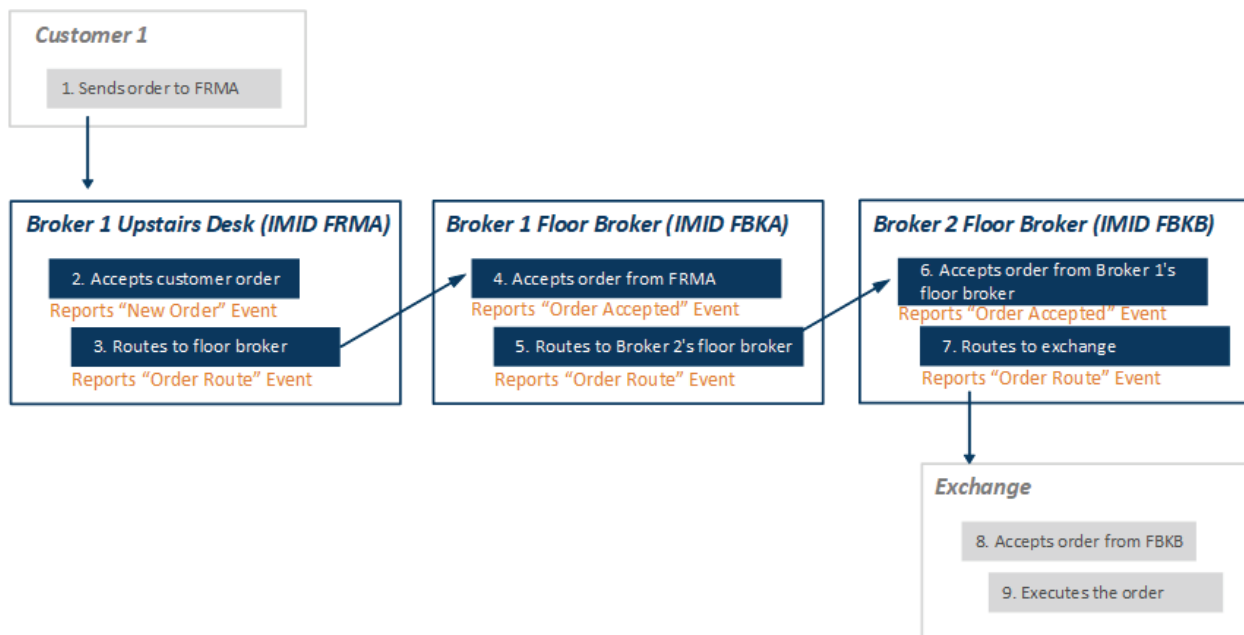 Customer 1
1. Sends order to FRMA
Broker 1 Upstairs Desk (IMID FRMA)
2. Accepts customer order
Reports “New Order” Event
3. Routes to floor broker
Reports “Order Route” Event
Broker 1 Floor Broker (IMID FBKA)
4. Accepts order from FRMA
Reports “Order Accepted” Event
5. Routes to Broker 2's floor broker
Reports “Order Route” Event
Broker 2 Floor Broker (IMID FBKB)
6. Accepts order from Broker 1's
floor broker
Reports “Order Accepted” Event
7. Routes to exchange
Reports “Order Route” Event
Exchange
8. Accepts order from FBKB
9. Executes the order